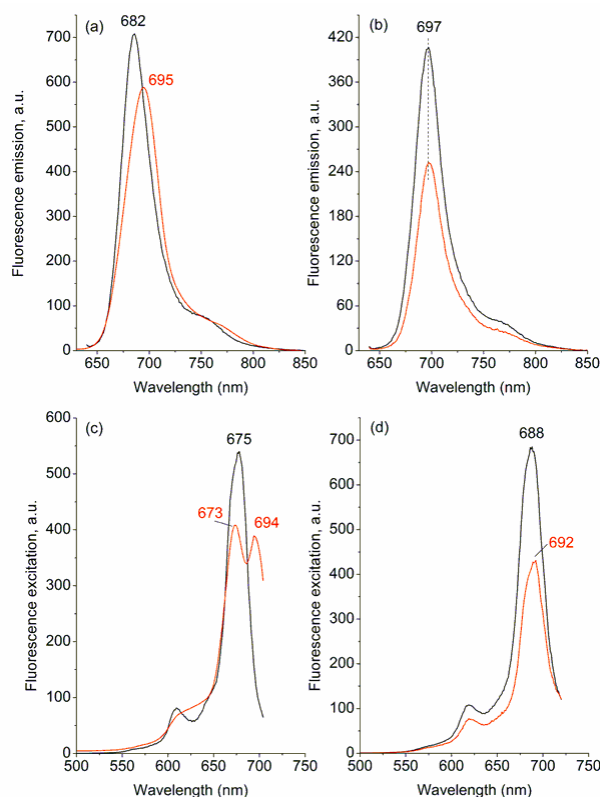 (a)
682
695
700
600
500
400
300
200
100
0
Fluorescence emission, a.u.
650 700 750 800 850
Wavelength (nm)
(b)
697
420
360
300
240
180
120
60
0
Fluorescence emission, a.u.
650 700 750 800 850
Wavelength (nm)
(c)
675
673
694
600
500
400
300
200
100
0
Fluorescence excitation, a.u.
500 550 600 650 700 750
Wavelength (nm)
(d)
688
692
700
600
500
400
300
200
100
0
Fluorescence excitation, a.u.
500 550 600 650 700 750
Wavelength (nm)